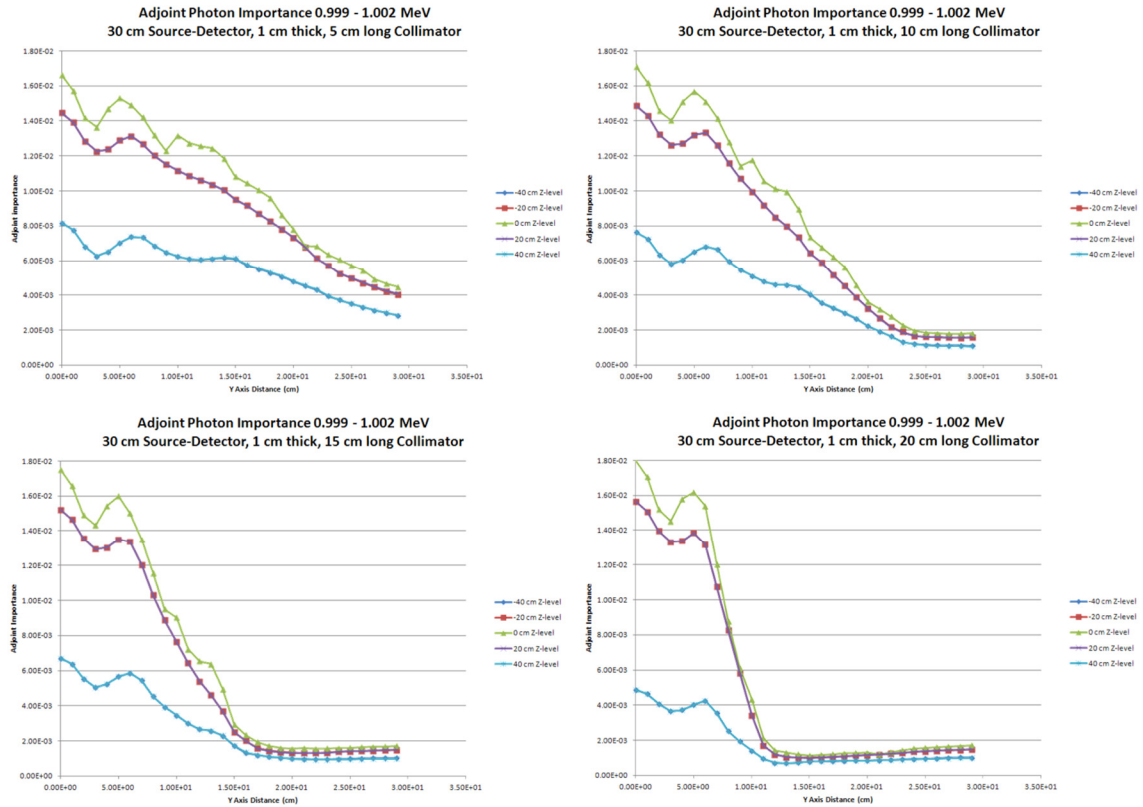 Adjoint Photon Importance 0.999 - 1.002 MeV
30 cm Source-Detector, 1 cm thick, 5 cm long Collimator
1.80E-02
1.60E-02
1.40E-02
1.20E-02
1.00E-02
8.00E-03
6.00E-03
4.00E-03
2.00E-03
0.00E+00
Adjoint Importance
0.00E+00 5.00E+00 1.00E+01 1.50E+01 2.00E+01 2.50E+01 3.00E+01 3.50E+01
Y Axis Distance (cm)
-40 cm Z-level
-20 cm Z-level
0 cm Z-level
20 cm Z-level
40 cm Z-level
Adjoint Photon Importance 0.999 - 1.002 MeV
30 cm Source-Detector, 1 cm thick, 10 cm long Collimator
1.80E-02
1.60E-02
1.40E-02
1.20E-02
1.00E-02
8.00E-03
6.00E-03
4.00E-03
2.00E-03
0.00E+00
Adjoint Importance
0.00E+00 5.00E+00 1.00E+01 1.50E+01 2.00E+01 2.50E+01 3.00E+01 3.50E+01
Y Axis Distance (cm)
-40 cm Z-level
-20 cm Z-level
0 cm Z-level
20 cm Z-level
40 cm Z-level
Adjoint Photon Importance 0.999 - 1.002 MeV
30 cm Source-Detector, 1 cm thick, 15 cm long Collimator
1.80E-02
1.60E-02
1.40E-02
1.20E-02
1.00E-02
8.00E-03
6.00E-03
4.00E-03
2.00E-03
0.00E+00
Adjoint Importance
0.00E+00 5.00E+00 1.00E+01 1.50E+01 2.00E+01 2.50E+01 3.00E+01 3.50E+01
Y Axis Distance (cm)
-40 cm Z-level
-20 cm Z-level
0 cm Z-level
20 cm Z-level
40 cm Z-level
Adjoint Photon Importance 0.999 - 1.002 MeV
30 cm Source-Detector, 1 cm thick, 20 cm long Collimator
1.80E-02
1.60E-02
1.40E-02
1.20E-02
1.00E-02
8.00E-03
6.00E-03
4.00E-03
2.00E-03
0.00E+00
Adjoint Importance
0.00E+00 5.00E+00 1.00E+01 1.50E+01 2.00E+01 2.50E+01 3.00E+01 3.50E+01
Y Axis Distance (cm)
-40 cm Z-level
-20 cm Z-level
0 cm Z-level
20 cm Z-level
40 cm Z-level